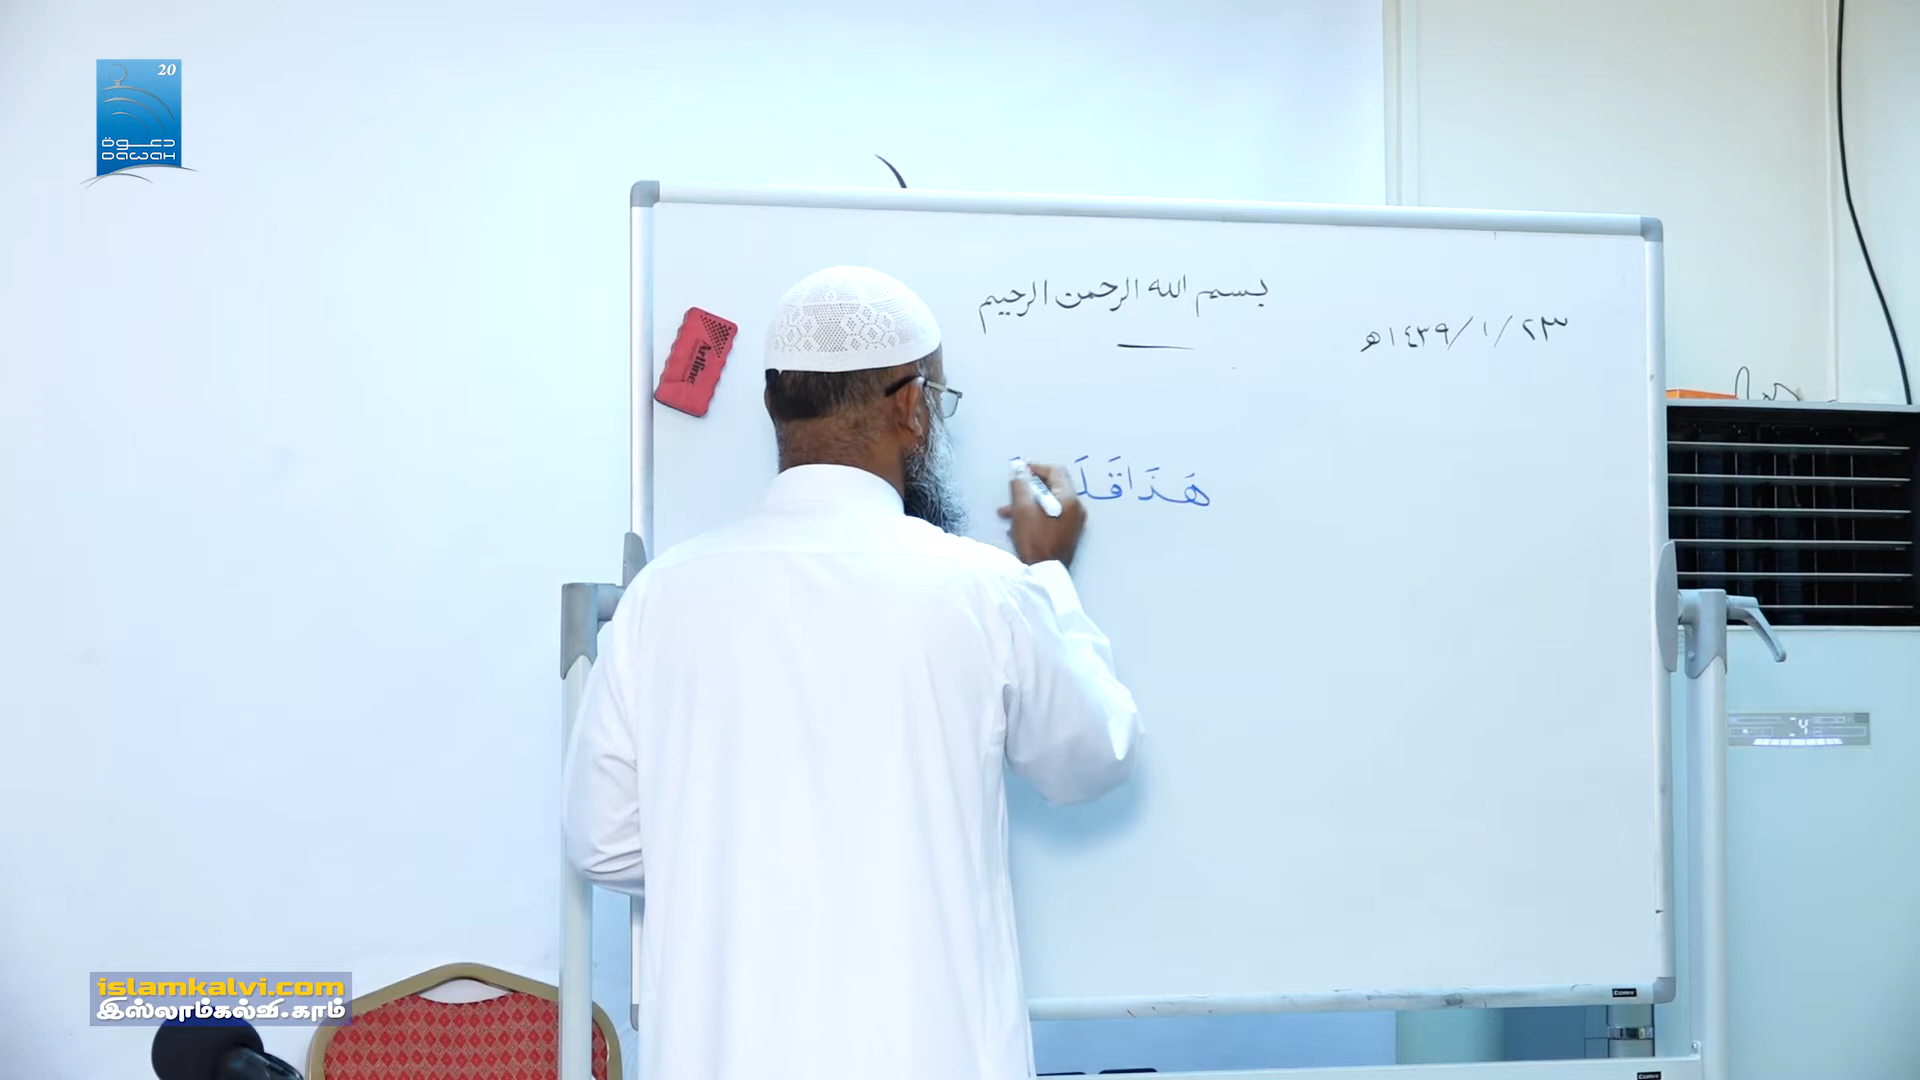 20
دعوة
DAWAH
بسم الله الرحمن الرحيم
٢٣/١/١٤٣٩هـ
Artline
هَذَا قَلَ
islamkalvi.com
இஸ்லாம்கல்வி.காம்